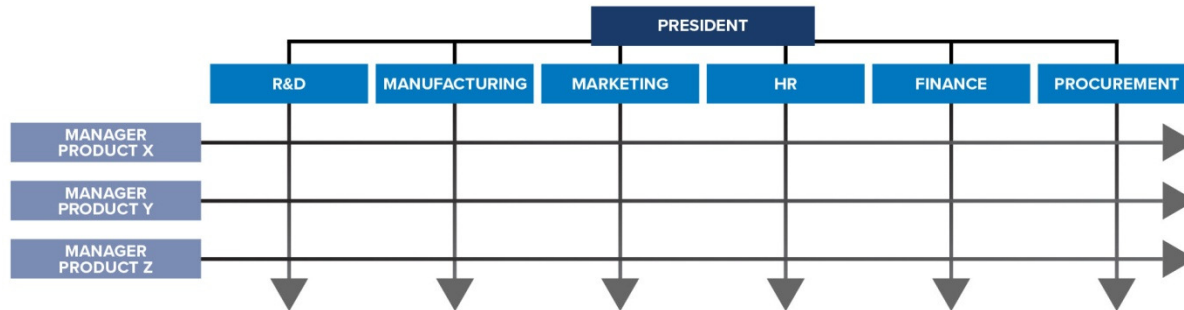 PRESIDENT
R&D
MANUFACTURING
MARKETING
HR
FINANCE
PROCUREMENT
MANAGER
PRODUCT X
MANAGER
PRODUCT Y
MANAGER
PRODUCT Z